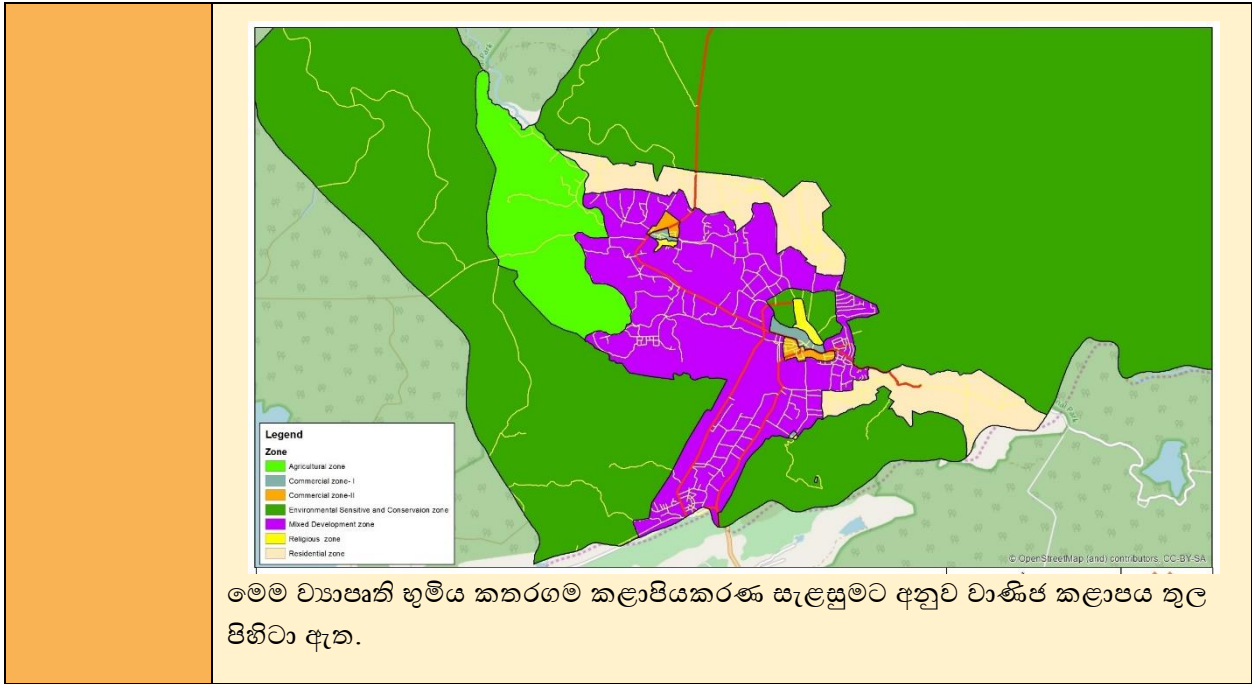 Legend
Zone
Agricultural zone
Commercial zone- I
Commercial zone-II
Environmental Sensitive and Conservaion zone
Mixed Development zone
Religious zone
Residential zone
© OpenStreetMap (and) contributors, CC-BY-SA
මෙම ව්‍යාපෘති භූමිය කතරගම කළාපියකරණ සැළසුමට අනුව වාණිජ කළාපය තුල
පිහිටා ඇත.